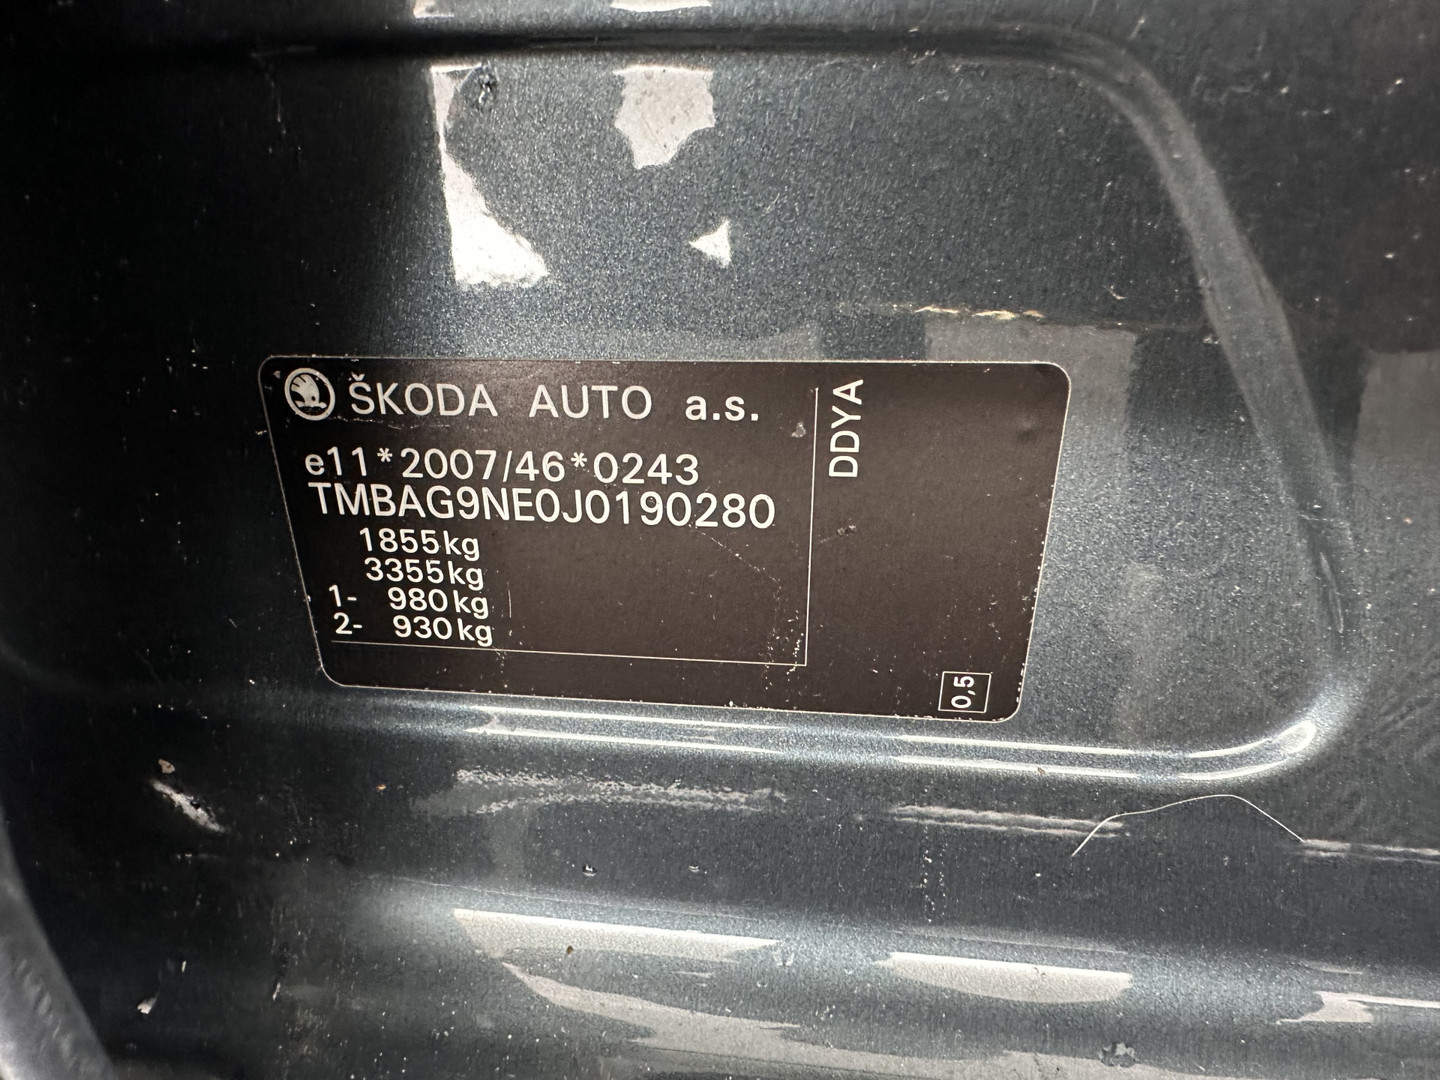 ŠKODA AUTO a.s.
e11*2007/46*0243
TMBAG9NE0J0190280
1855kg
3355kg
1- 980kg
2- 930kg
DDYA
0,5